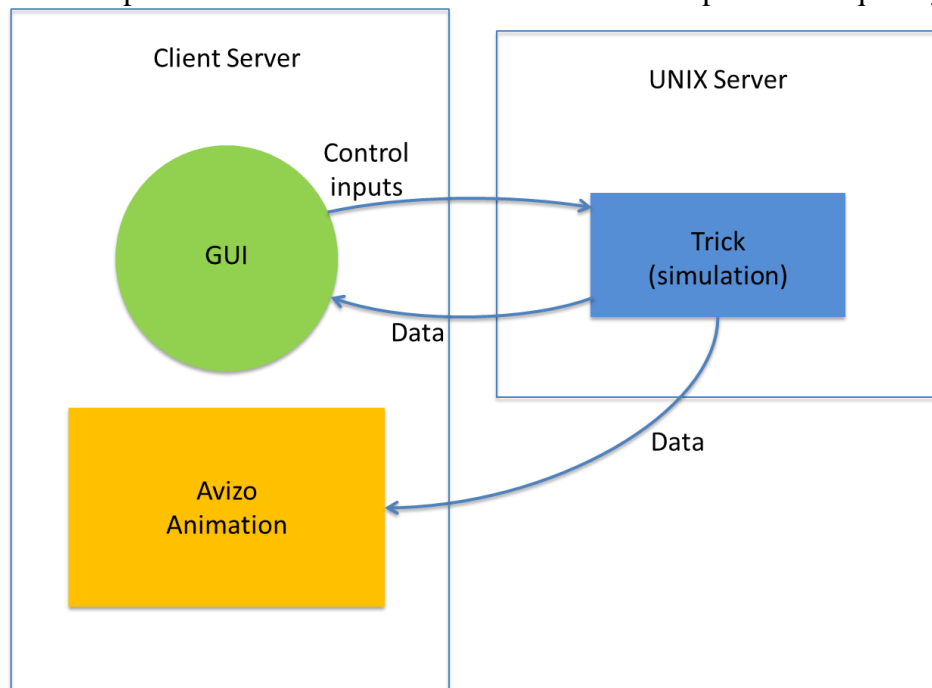 Client Server
UNIX Server
Control
inputs
GUI
Trick
(simulation)
Data
Data
Avizo
Animation